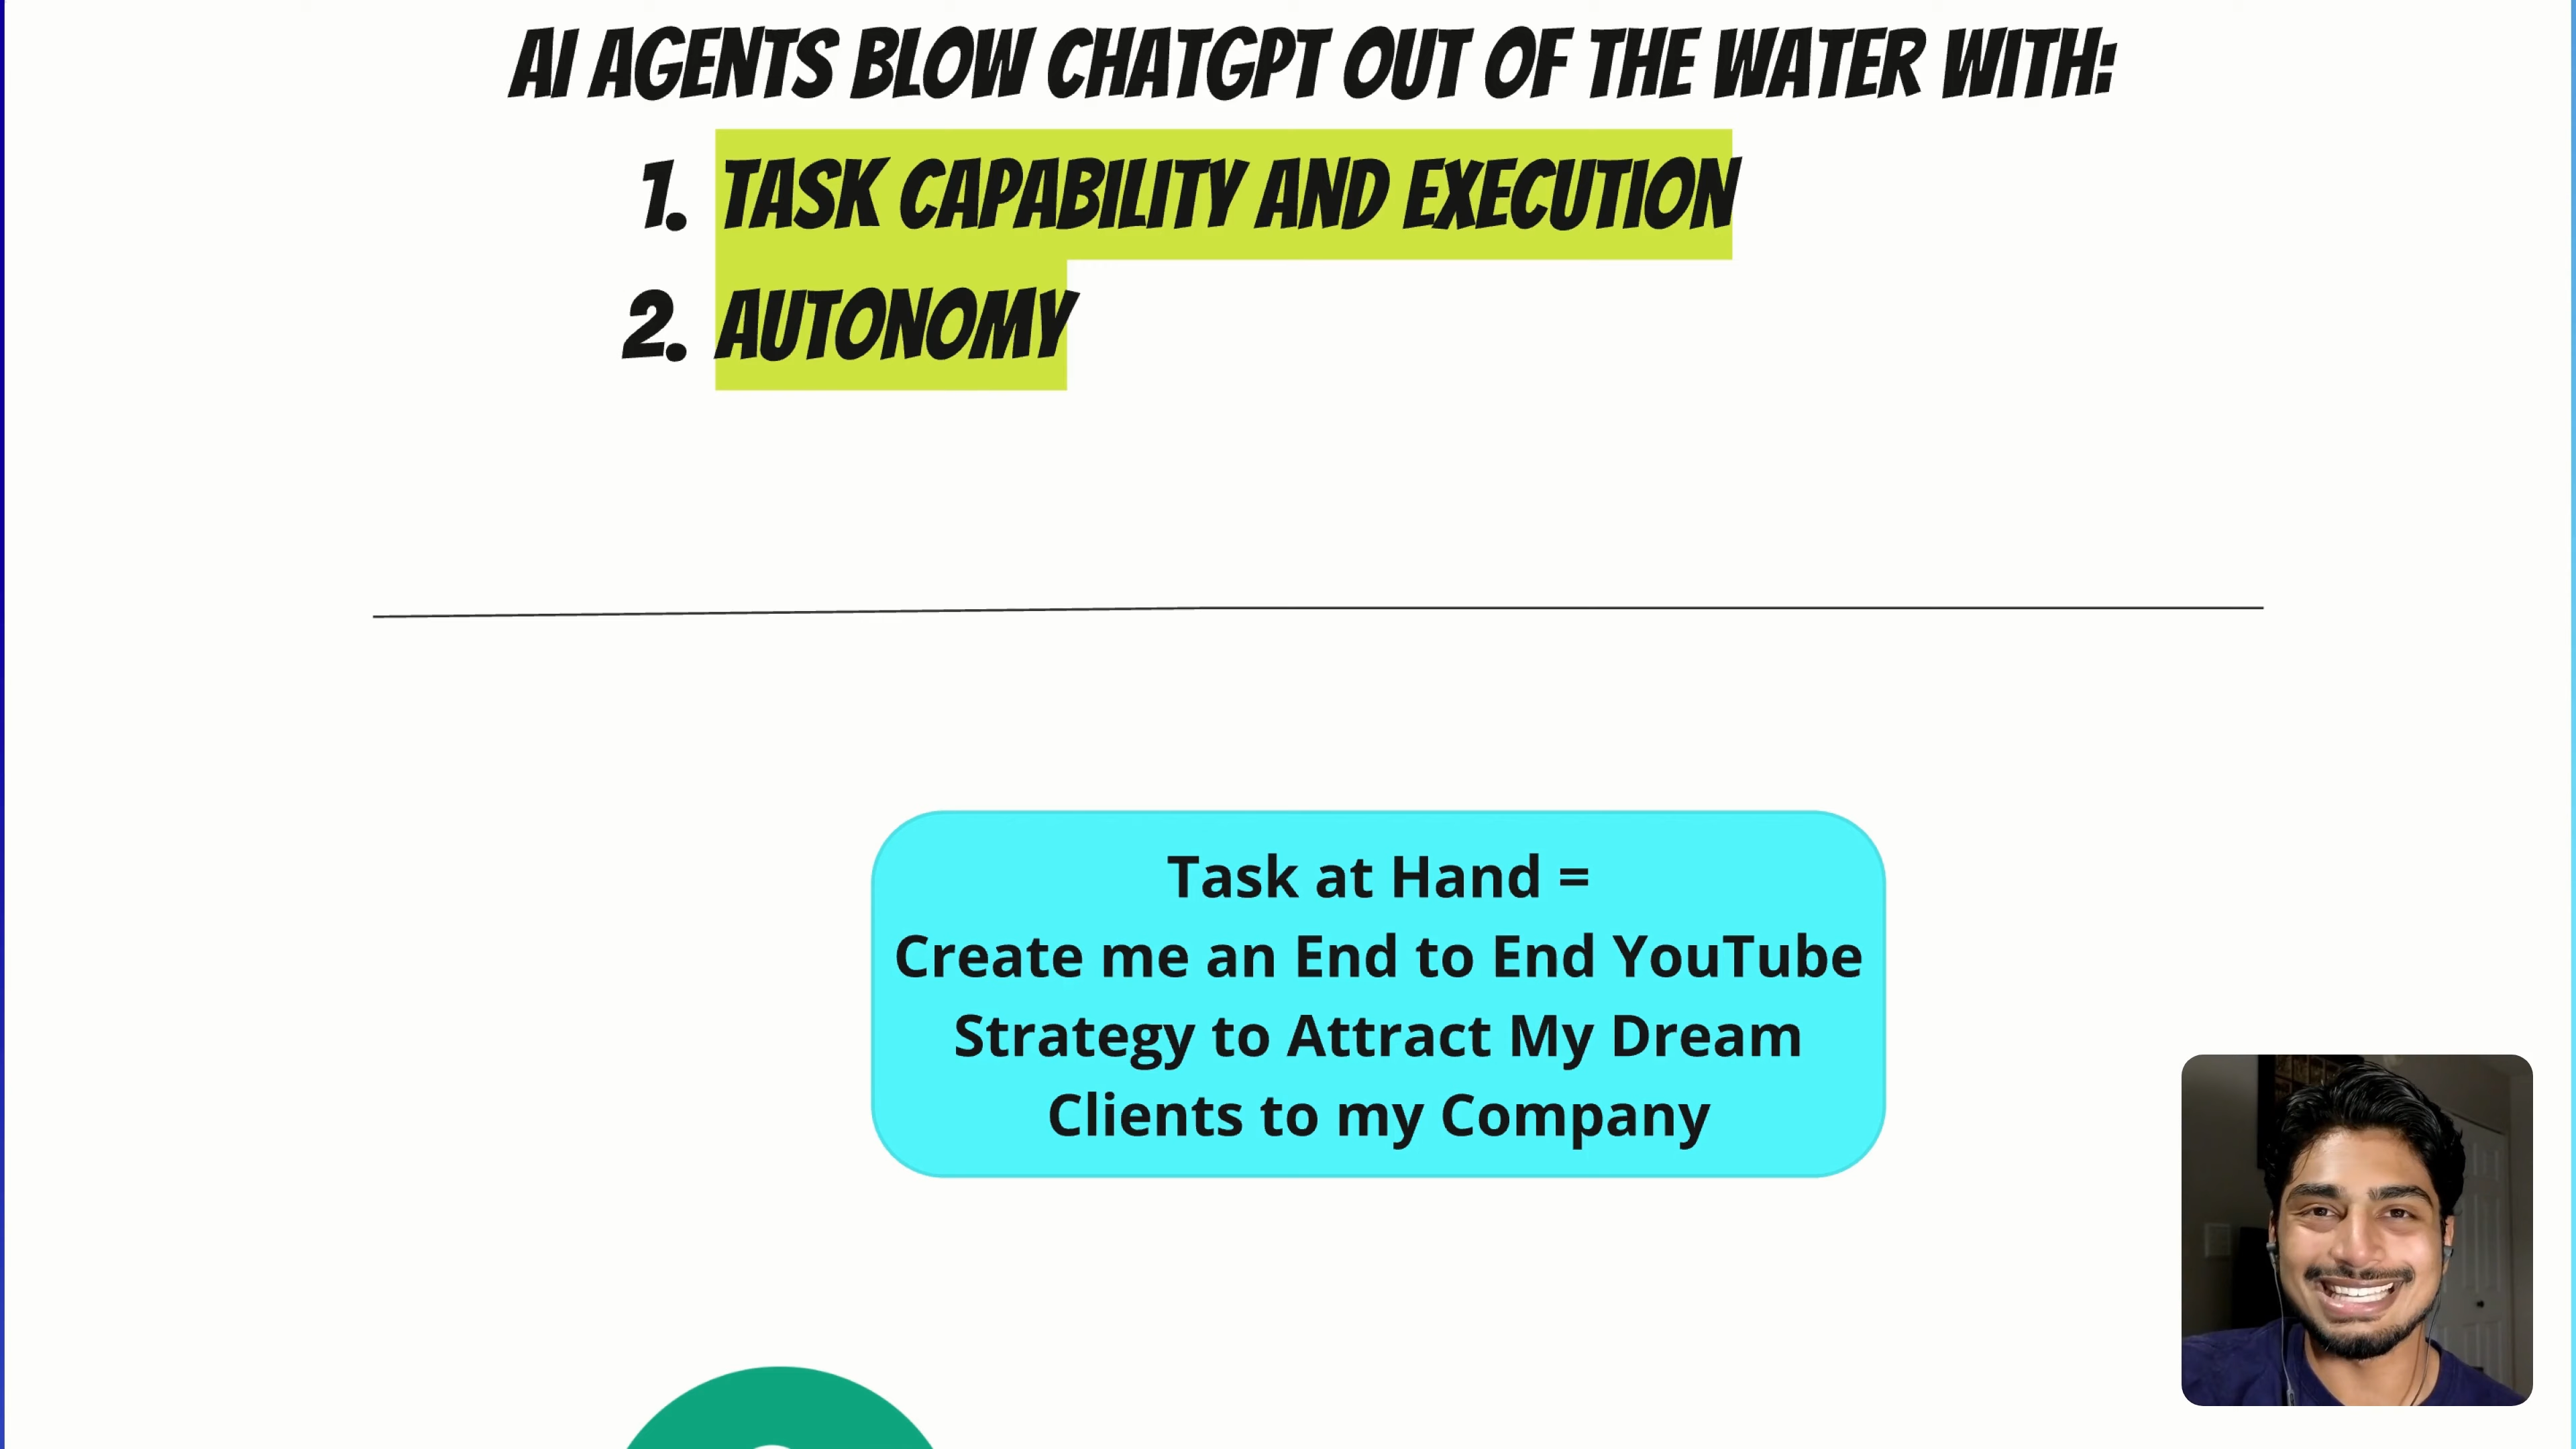 AI AGENTS BLOW CHATGPT OUT OF THE WATER WITH:
1. TASK CAPABILITY AND EXECUTION
2. AUTONOMY
Task at Hand =
Create me an End to End YouTube
Strategy to Attract My Dream
Clients to my Company